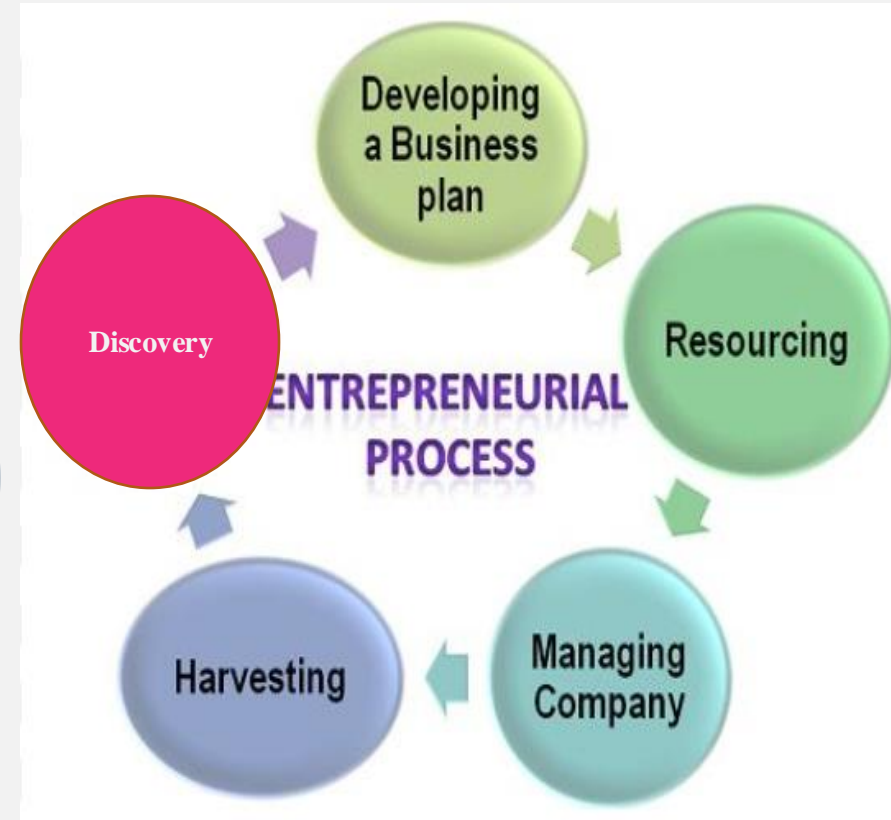 Developing
a Business
plan
Discovery
Resourcing
ENTREPRENEURIAL
PROCESS
Harvesting
Managing
Company